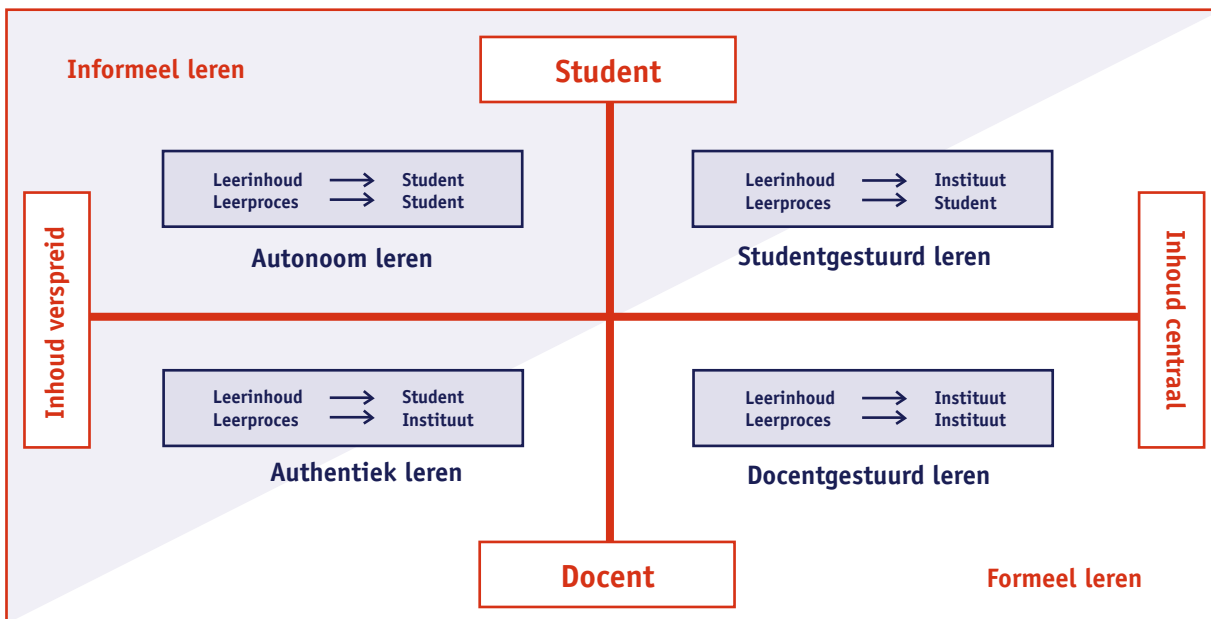 Informeel leren
Student
Leerinhoud → Student
Leerproces → Student
Autonoom leren
Leerinhoud → Instituut
Leerproces → Student
Studentgestuurd leren
Inhoud verspreid
Inhoud centraal
Leerinhoud → Student
Leerproces → Instituut
Authentiek leren
Leerinhoud → Instituut
Leerproces → Instituut
Docentgestuurd leren
Docent
Formeel leren